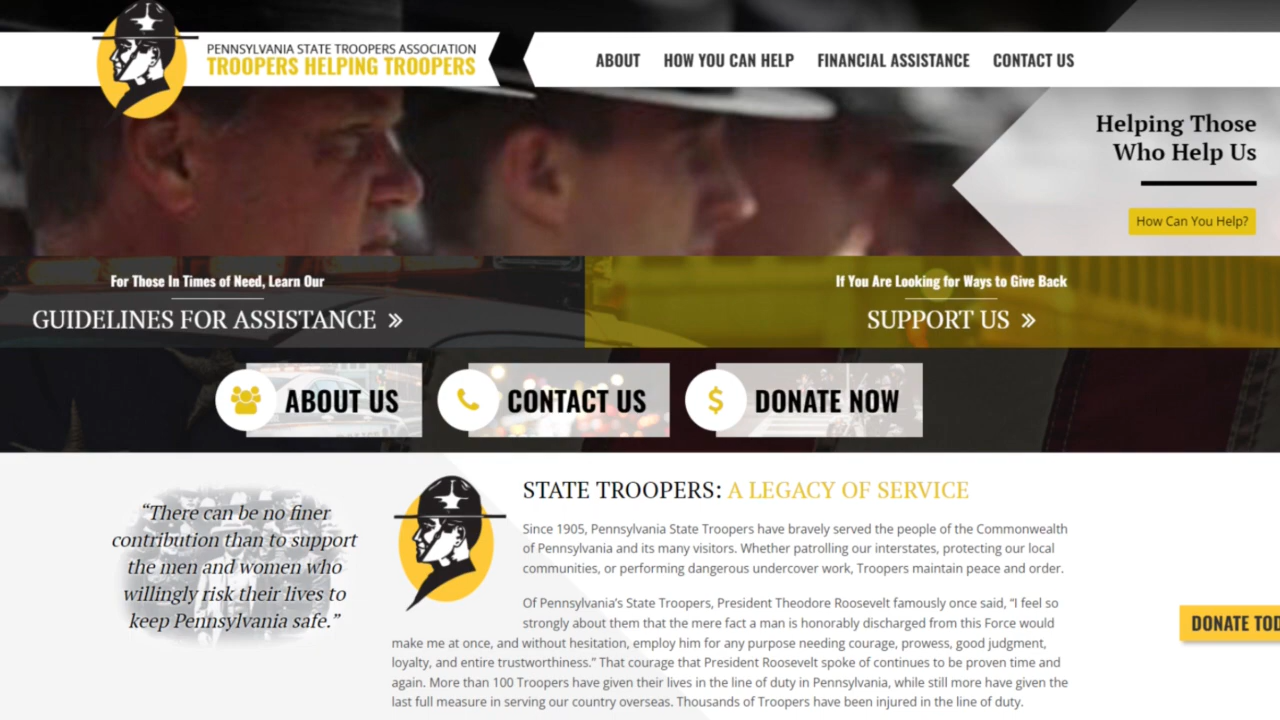 PENNSYLVANIA STATE TROOPERS ASSOCIATION
TROOPERS HELPING TROOPERS
ABOUT
HOW YOU CAN HELP
FINANCIAL ASSISTANCE
CONTACT US
Helping Those
Who Help Us
How Can You Help?
For Those In Times of Need, Learn Our
GUIDELINES FOR ASSISTANCE »
If You Are Looking for Ways to Give Back
SUPPORT US »
ABOUT US
$
CONTACT US
DONATE NOW
“There can be no finer
contribution than to support
the men and women who
willingly risk their lives to
keep Pennsylvania safe.”
STATE TROOPERS: A LEGACY OF SERVICE
Since 1905, Pennsylvania State Troopers have bravely served the people of the Commonwealth
of Pennsylvania and its many visitors. Whether patrolling our interstates, protecting our local
communities, or performing dangerous undercover work, Troopers maintain peace and order.
Of Pennsylvania’s State Troopers, President Theodore Roosevelt famously once said, “I feel so
strongly about them that the mere fact a man is honorably discharged from this Force would
make me at once, and without hesitation, employ him for any purpose needing courage, prowess, good judgment,
loyalty, and entire trustworthiness.” That courage that President Roosevelt spoke of continues to be proven time and
again. More than 100 Troopers have given their lives in the line of duty in Pennsylvania, while still more have given the
last full measure in serving our country overseas. Thousands of Troopers have been injured in the line of duty.
DONATE TOD